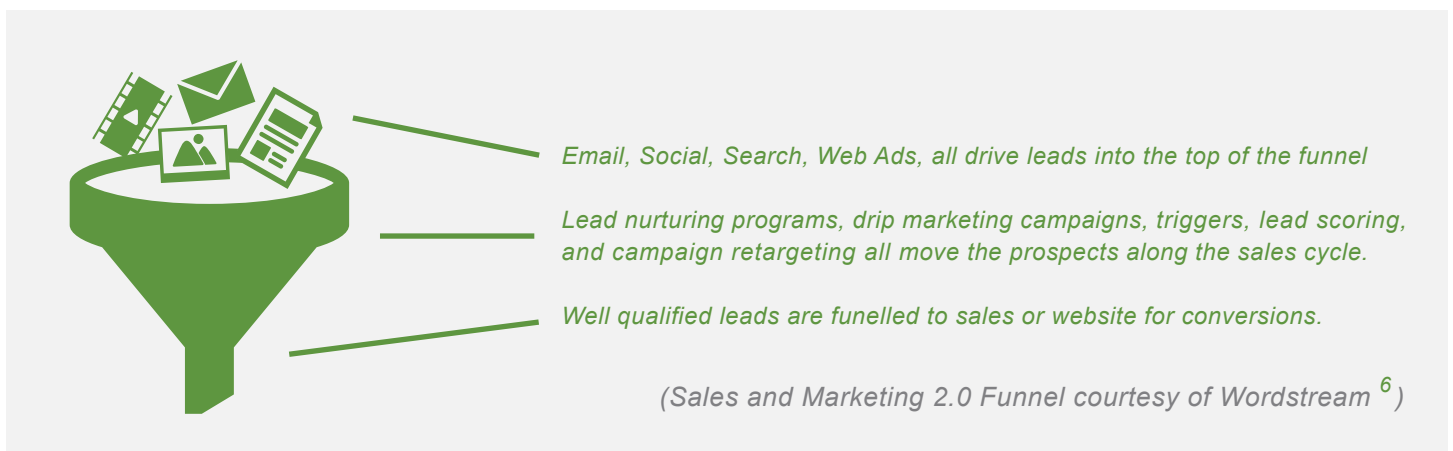 Email, Social, Search, Web Ads, all drive leads into the top of the funnel
Lead nurturing programs, drip marketing campaigns, triggers, lead scoring,
and campaign retargeting all move the prospects along the sales cycle.
Well qualified leads are funelled to sales or website for conversions.
(Sales and Marketing 2.0 Funnel courtesy of Wordstream 6)